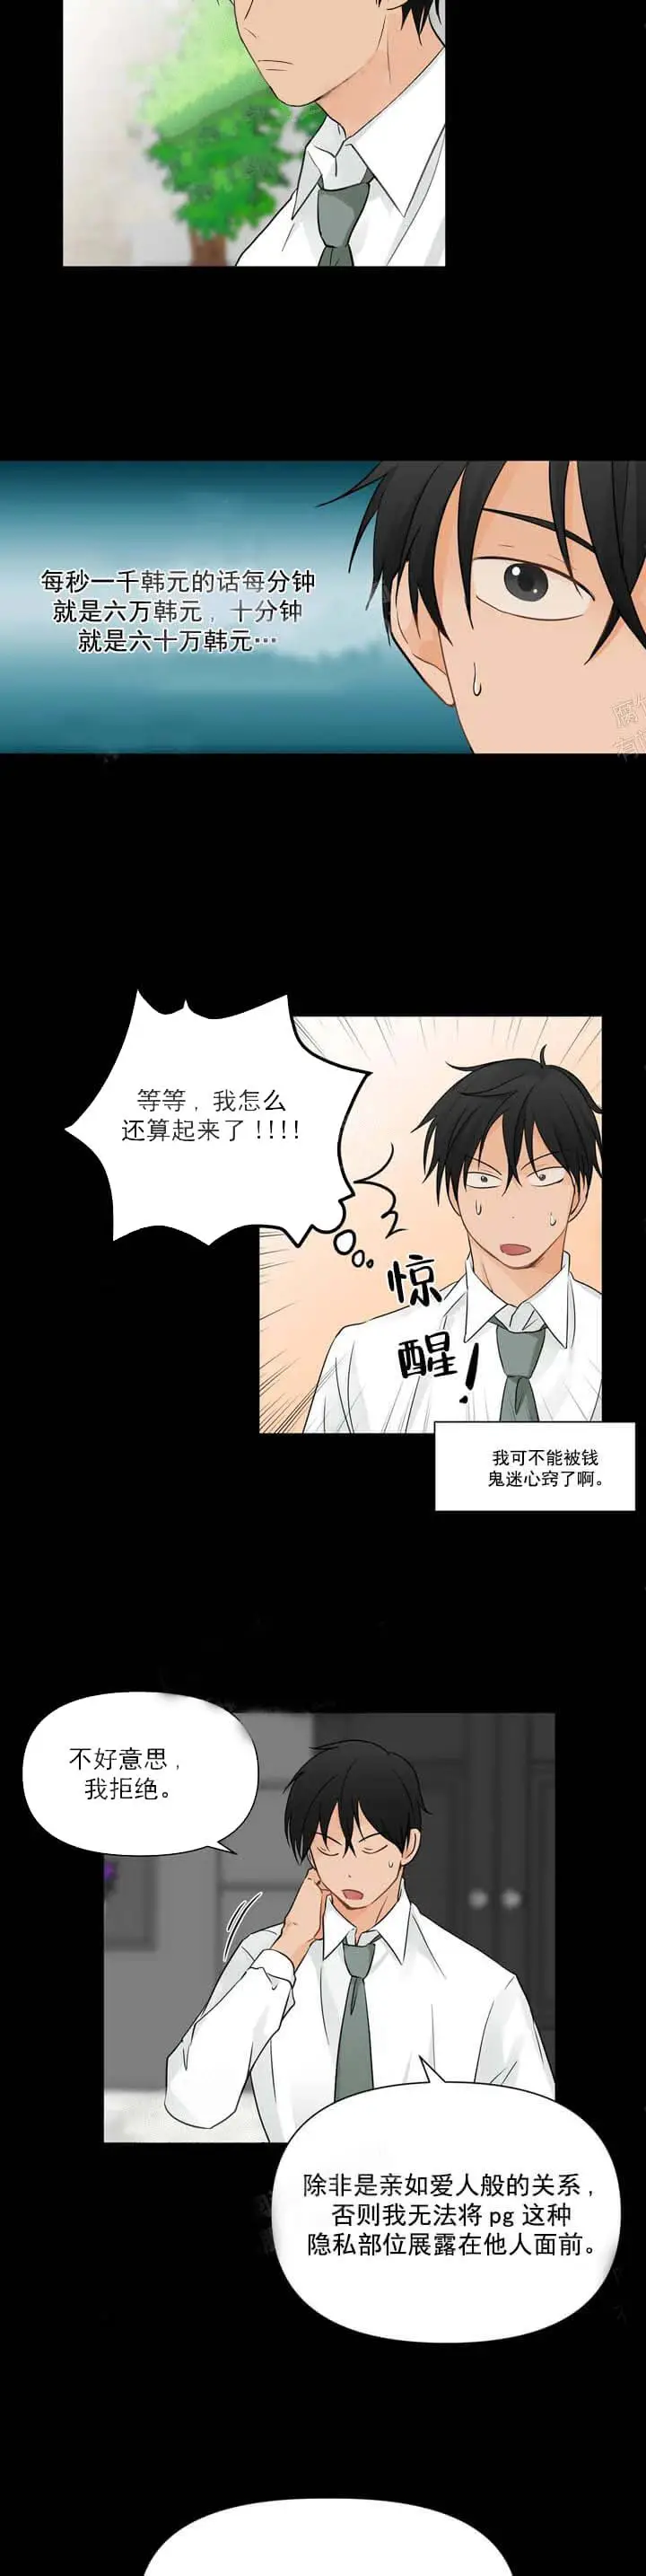 每秒一千韩元的话每分钟
就是六万韩元，十分钟
就是六十万韩元…
等等，我怎么
还算起来了！！！！
惊
醒！
我可不能被钱
鬼迷心窍了啊。
不好意思，
我拒绝。
除非是亲如爱人般的关系，
否则我无法将 pg 这种
隐私部位展露在他人面前。